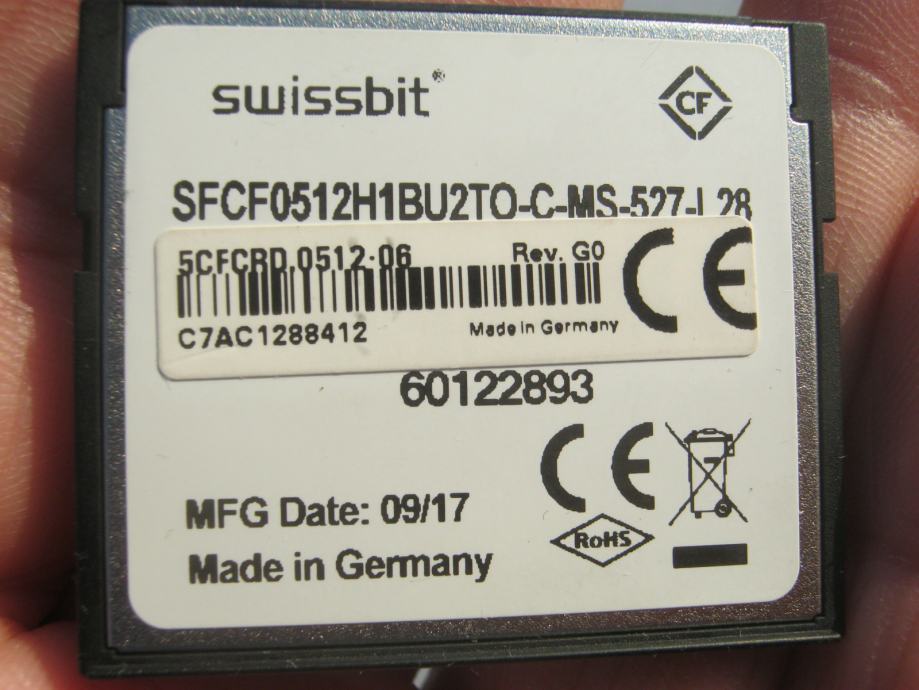 swissbit®
CF
SFCF0512H1BU2TO-C-MS-527-L28
5CFCRD.0512-06
Rev. G0
C7AC1288412
Made in Germany
CE
60122893
CE
MFG Date: 09/17
RoHS
Made in Germany